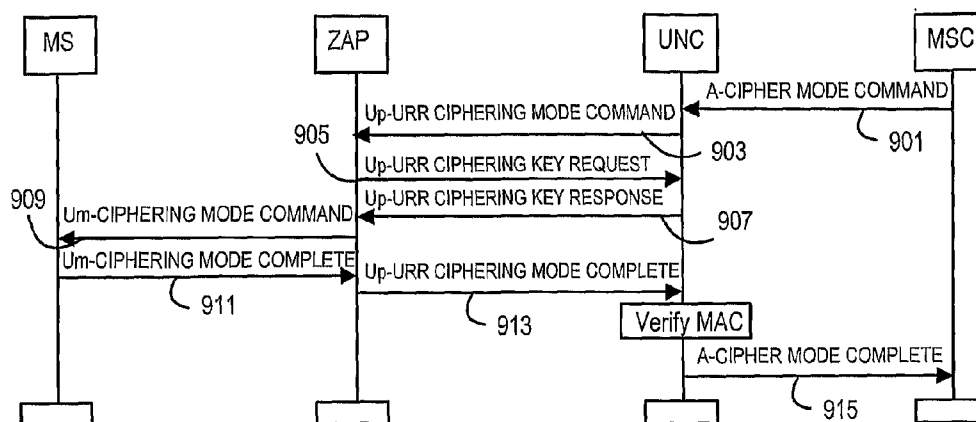 MS
ZAP
UNC
MSC
A-CIPHER MODE COMMAND
901
Up-URR CIPHERING MODE COMMAND
903
905
Up-URR CIPHERING KEY REQUEST
Up-URR CIPHERING KEY RESPONSE
907
909
Um-CIPHERING MODE COMMAND
Um-CIPHERING MODE COMPLETE
911
Up-URR CIPHERING MODE COMPLETE
913
Verify MAC
A-CIPHER MODE COMPLETE
915